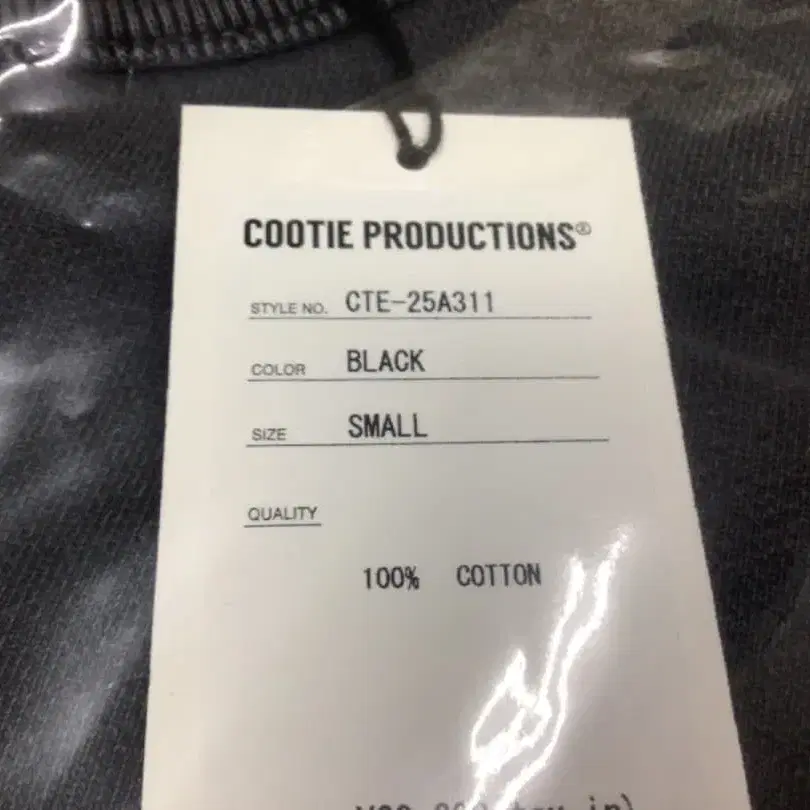 COOTIE PRODUCTIONS®
STYLE NO. CTE-25A311
COLOR BLACK
SIZE SMALL
QUALITY
100% COTTON